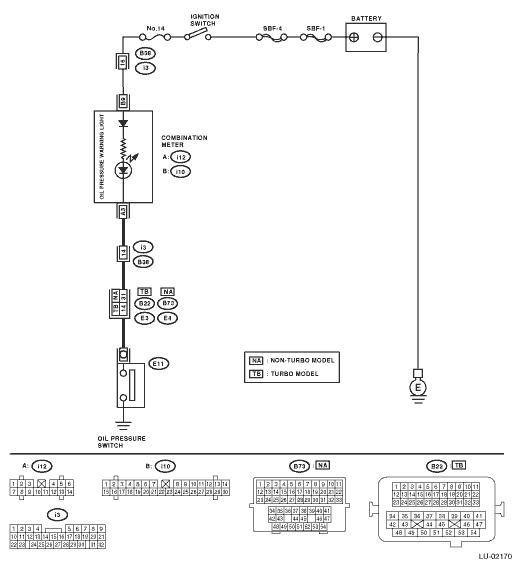 No.14
IGNITION
SWITCH
SBF-4
SBF-1
BATTERY
16
B98
i3
B9
OIL PRESSURE WARNING LIGHT
COMBINATION
METER
A: i12
B: i10
A3
14
i3
B98
TB NA
14 31
TB NA
B22 B73
E3 E4
E11
OIL PRESSURE
SWITCH
NA : NON-TURBO MODEL
TB : TURBO MODEL
E
A: i12
1 2 3 4 5 6
7 8 9 10 11 12 13 14
B: i10
1 2 3 4 5 6 7 8 9 10 11 12 13 14
15 16 17 18 19 20 21 22 23 24 25 26 27 28 29 30
B73 : NA
1 2 3 4 5 6 7 8 9 10 11
12 13 14 15 16 17 18 19 20 21 22
23 24 25 26 27 28 29 30 31 32 33
34 35 36 37 38 39 40 41
42 43 44 45 46 47
48 49 50 51 52 53 54
B22 : TB
1 2 3 4 5 6 7 8 9 10 11
12 13 14 15 16 17 18 19 20 21 22
23 24 25 26 27 28 29 30 31 32 33
34 35 36 37 38 39 40 41
42 43 44 45 46 47
48 49 50 51 52 53 54
i3
1 2 3 4 5 6 7 8 9
10 11 12 13 14 15 16 17 18 19 20 21
22 23 24 25 26 27 28 29 30 31 32
LU-02170